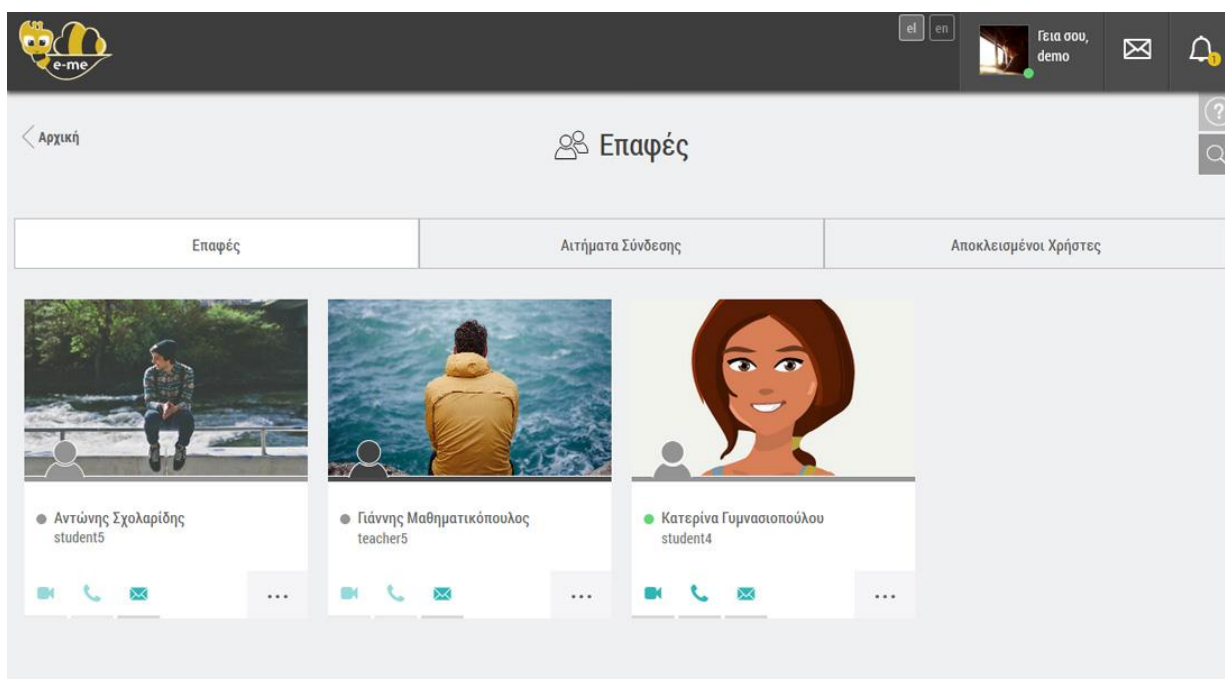 e-me
el en
Γεια σου,
demo
1
Αρχική
Επαφές
?
Επαφές
Αιτήματα Σύνδεσης
Αποκλεισμένοι Χρήστες
Αντώνης Σχολαρίδης
student5
Γιάννης Μαθηματικόπουλος
teacher5
Κατερίνα Γυμνασιοπούλου
student4
...
...
...